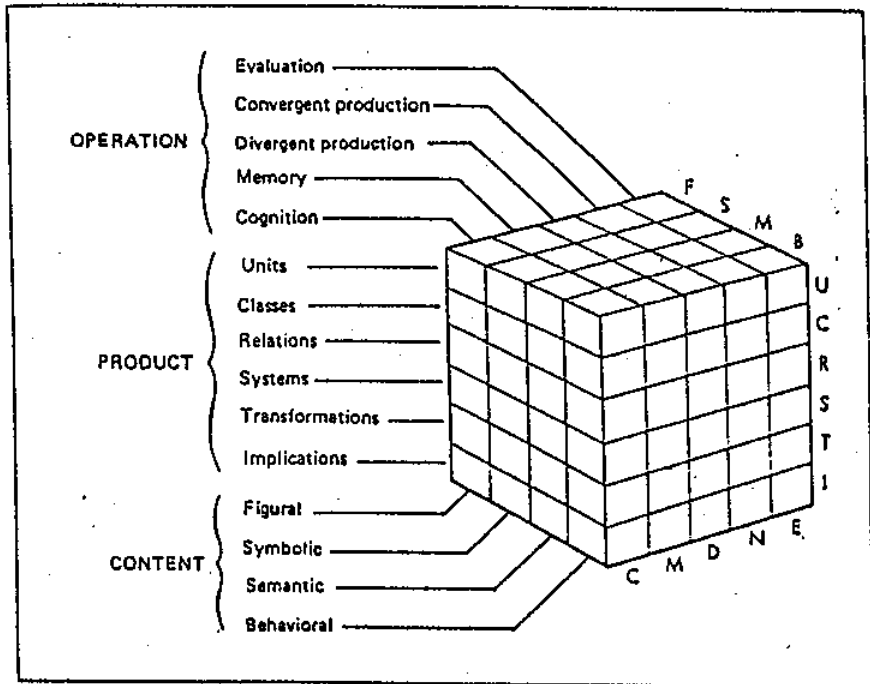 OPERATION
Evaluation
Convergent production
Divergent production
Memory
Cognition
PRODUCT
Units
Classes
Relations
Systems
Transformations
Implications
CONTENT
Figural
Symbolic
Semantic
Behavioral
F
S
M
B
U
C
R
S
T
1
C M D N E